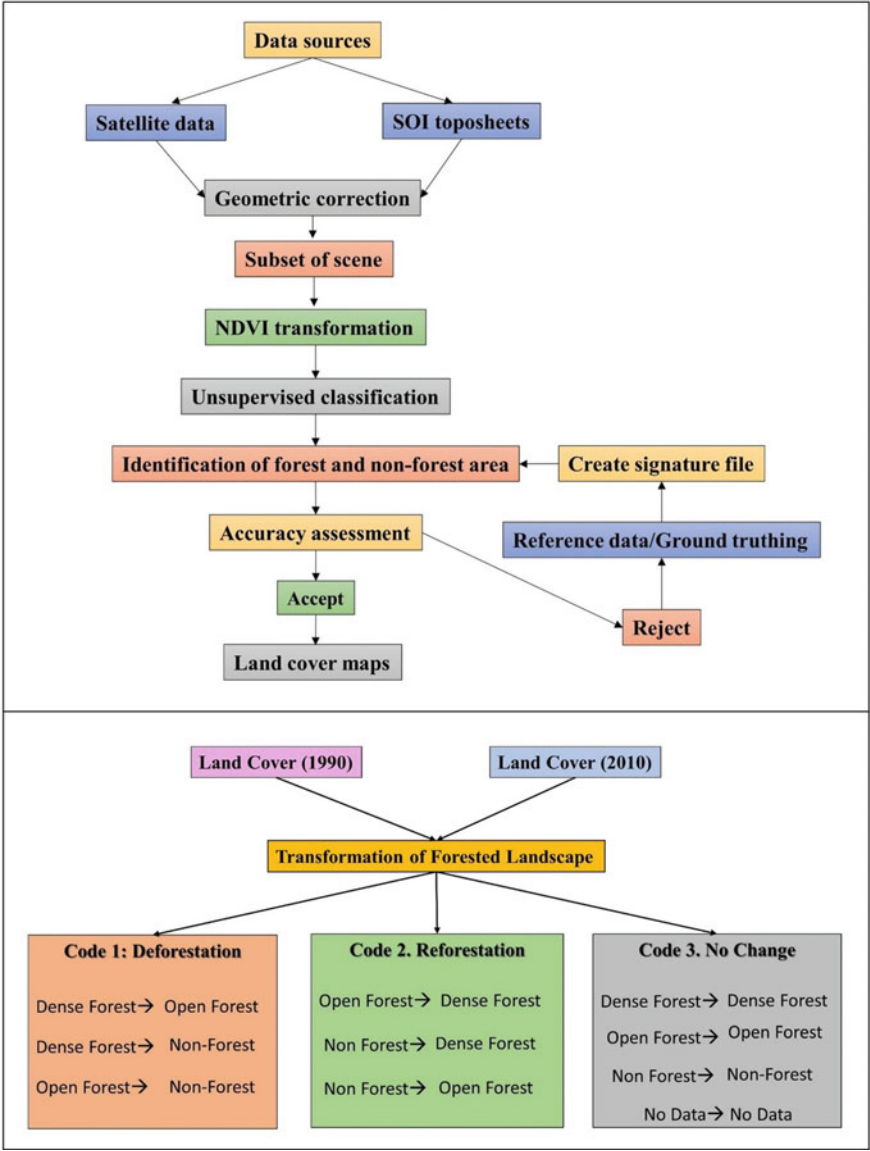 Data sources
Satellite data
SOI toposheets
Geometric correction
Subset of scene
NDVI transformation
Unsupervised classification
Identification of forest and non-forest area
Create signature file
Accuracy assessment
Reference data/Ground truthing
Accept
Reject
Land cover maps
Land Cover (1990)
Land Cover (2010)
Transformation of Forested Landscape
Code 1: Deforestation
Dense Forest→ Open Forest
Dense Forest→ Non-Forest
Open Forest→ Non-Forest
Code 2. Reforestation
Open Forest→ Dense Forest
Non Forest→ Dense Forest
Non Forest→ Open Forest
Code 3. No Change
Dense Forest→ Dense Forest
Open Forest→ Open Forest
Non Forest→ Non-Forest
No Data→ No Data